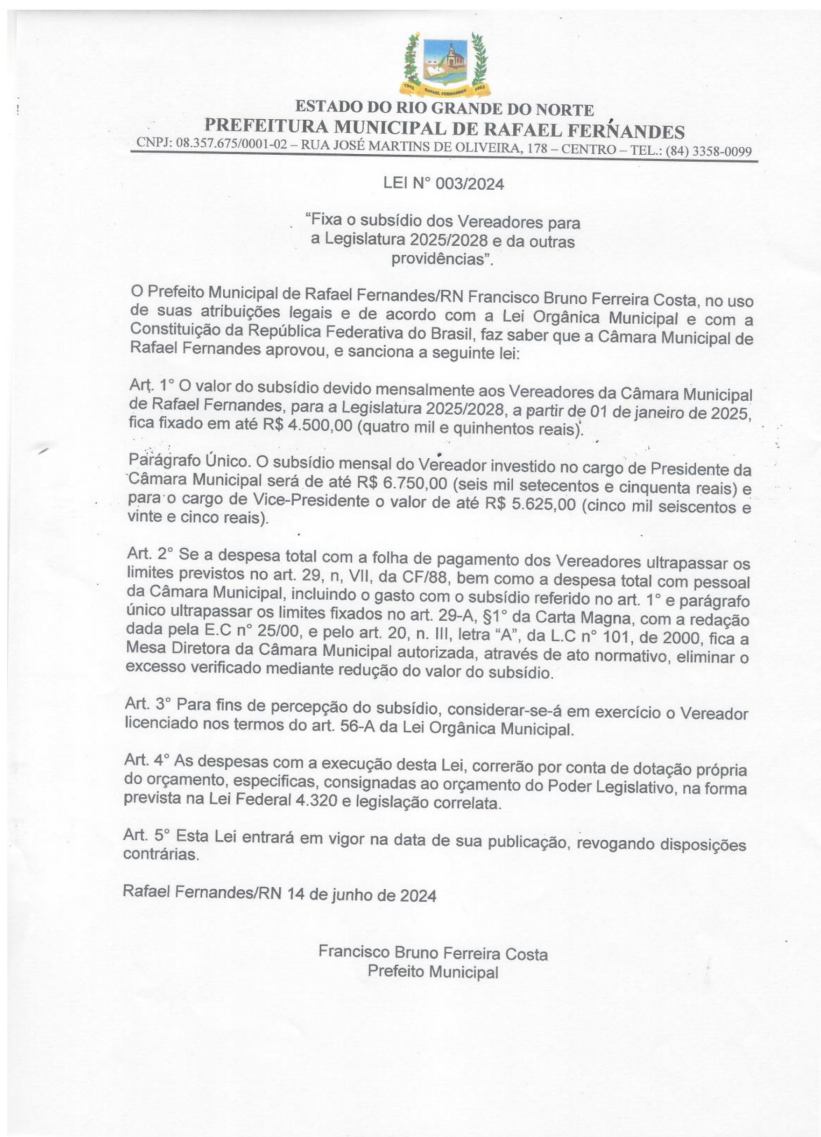 ESTADO DO RIO GRANDE DO NORTE
PREFEITURA MUNICIPAL DE RAFAEL FERNANDES
CNPJ: 08.357.675/0001-02 – RUA JOSÉ MARTINS DE OLIVEIRA, 178 – CENTRO – TEL.: (84) 3358-0099
LEI N° 003/2024
“Fixa o subsídio dos Vereadores para
a Legislatura 2025/2028 e da outras
providências”.
O Prefeito Municipal de Rafael Fernandes/RN Francisco Bruno Ferreira Costa, no uso
de suas atribuições legais e de acordo com a Lei Orgânica Municipal e com a
Constituição da República Federativa do Brasil, faz saber que a Câmara Municipal de
Rafael Fernandes aprovou, e sanciona a seguinte lei:
Art. 1° O valor do subsídio devido mensalmente aos Vereadores da Câmara Municipal
de Rafael Fernandes, para a Legislatura 2025/2028, a partir de 01 de janeiro de 2025,
fica fixado em até R$ 4.500,00 (quatro mil e quinhentos reais).
Parágrafo Único. O subsídio mensal do Vereador investido no cargo de Presidente da
Câmara Municipal será de até R$ 6.750,00 (seis mil setecentos e cinquenta reais) e
para o cargo de Vice-Presidente o valor de até R$ 5.625,00 (cinco mil seiscentos e
vinte e cinco reais).
Art. 2° Se a despesa total com a folha de pagamento dos Vereadores ultrapassar os
limites previstos no art. 29, n, VII, da CF/88, bem como a despesa total com pessoal
da Câmara Municipal, incluindo o gasto com o subsídio referido no art. 1° e parágrafo
único ultrapassar os limites fixados no art. 29-A, §1° da Carta Magna, com a redação
dada pela E.C n° 25/00, e pelo art. 20, n. III, letra “A”, da L.C n° 101, de 2000, fica a
Mesa Diretora da Câmara Municipal autorizada, através de ato normativo, eliminar o
excesso verificado mediante redução do valor do subsídio.
Art. 3° Para fins de percepção do subsídio, considerar-se-á em exercício o Vereador
licenciado nos termos do art. 56-A da Lei Orgânica Municipal.
Art. 4° As despesas com a execução desta Lei, correrão por conta de dotação própria
do orçamento, especificas, consignadas ao orçamento do Poder Legislativo, na forma
prevista na Lei Federal 4.320 e legislação correlata.
Art. 5° Esta Lei entrará em vigor na data de sua publicação, revogando disposições
contrárias.
Rafael Fernandes/RN 14 de junho de 2024
Francisco Bruno Ferreira Costa
Prefeito Municipal